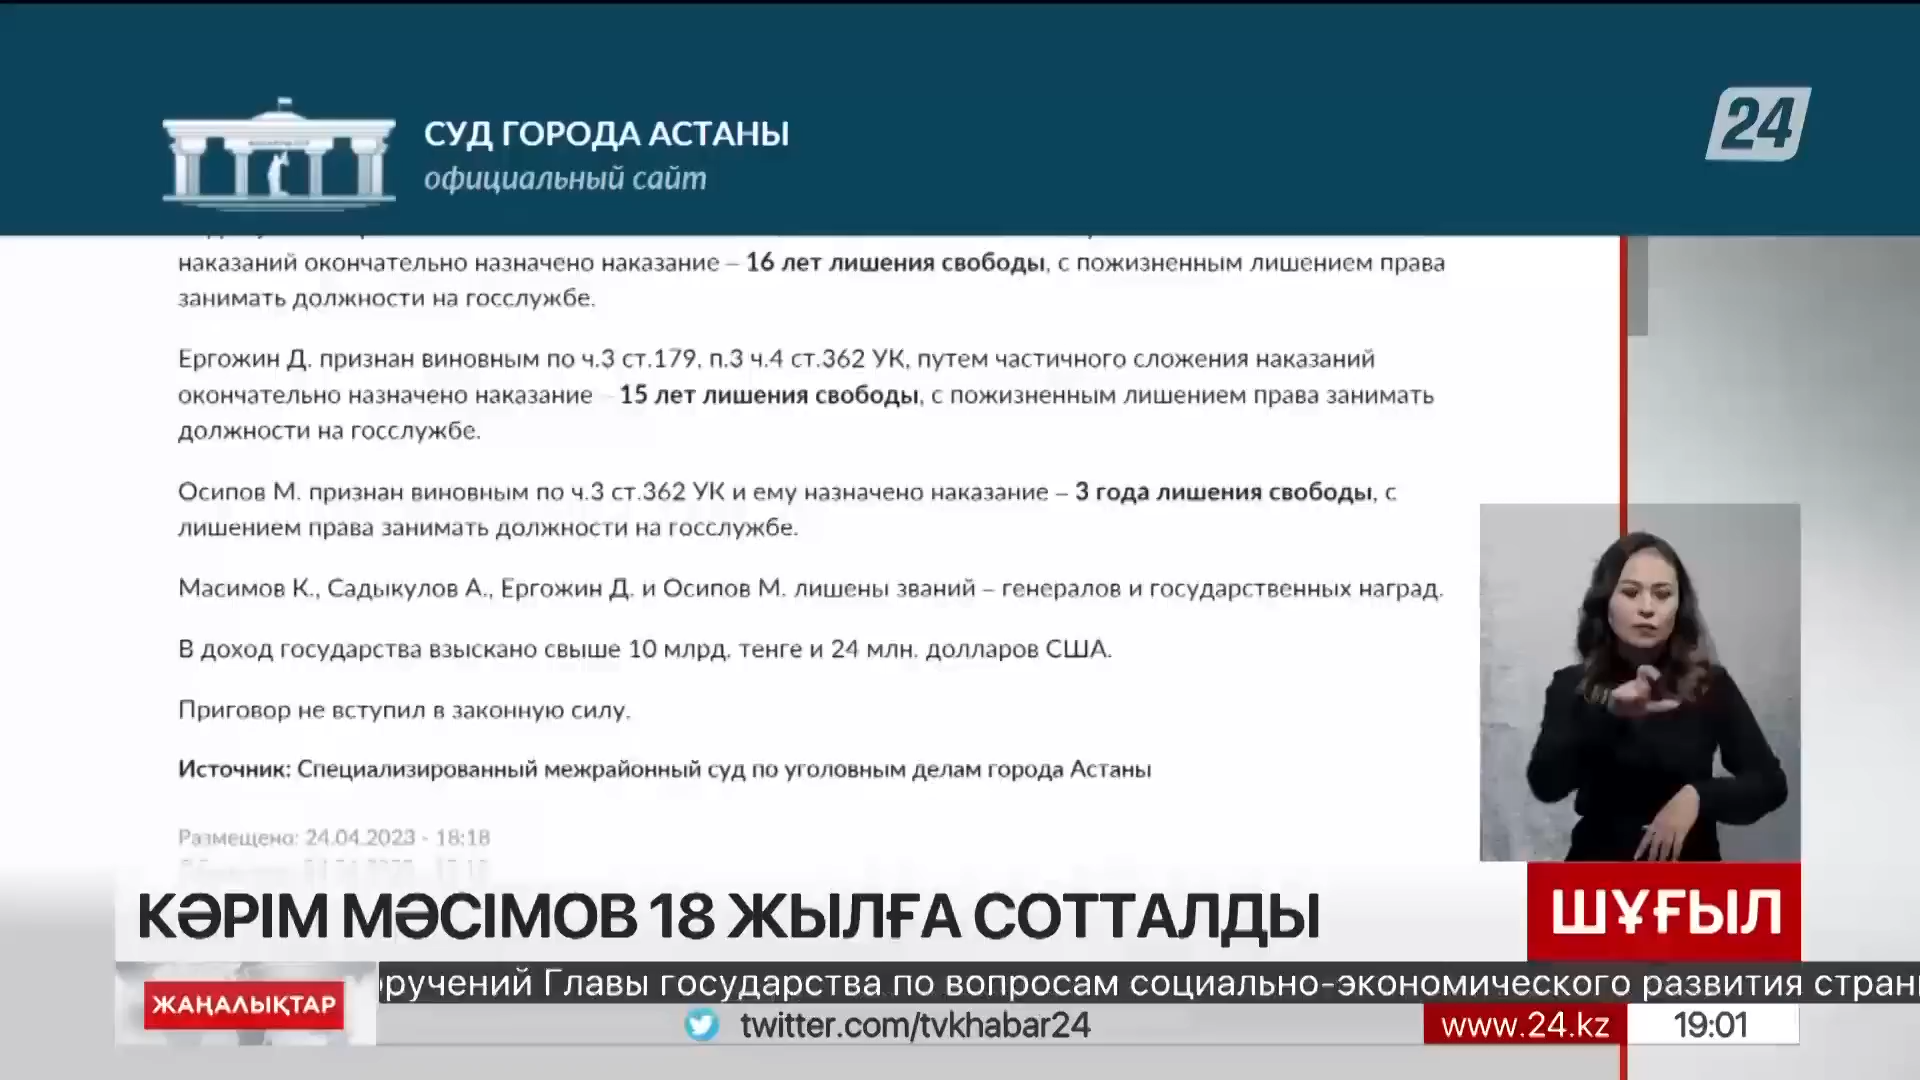 24
СУД ГОРОДА АСТАНЫ
официальный сайт
наказаний окончательно назначено наказание – 16 лет лишения свободы, с пожизненным лишением права
занимать должности на госслужбе.
Ергожин Д. признан виновным по ч.3 ст.179, п.3 ч.4 ст.362 УК, путем частичного сложения наказаний
окончательно назначено наказание – 15 лет лишения свободы, с пожизненным лишением права занимать
должности на госслужбе.
Осипов М. признан виновным по ч.3 ст.362 УК и ему назначено наказание – 3 года лишения свободы, с
лишением права занимать должности на госслужбе.
Масимов К., Садыкулов А., Ергожин Д. и Осипов М. лишены званий – генералов и государственных наград.
В доход государства взыскано свыше 10 млрд. тенге и 24 млн. долларов США.
Приговор не вступил в законную силу.
Источник: Специализированный межрайонный суд по уголовным делам города Астаны
Размещено: 24.04.2023 - 18:18
КӘРІМ МӘСІМОВ 18 ЖЫЛҒА СОТТАЛДЫ
ШҰҒЫЛ
ЖАҢАЛЫҚТАР
оручений Главы государства по вопросам социально-экономического развития стран
twitter.com/tvkhabar24
www.24.kz
19:01